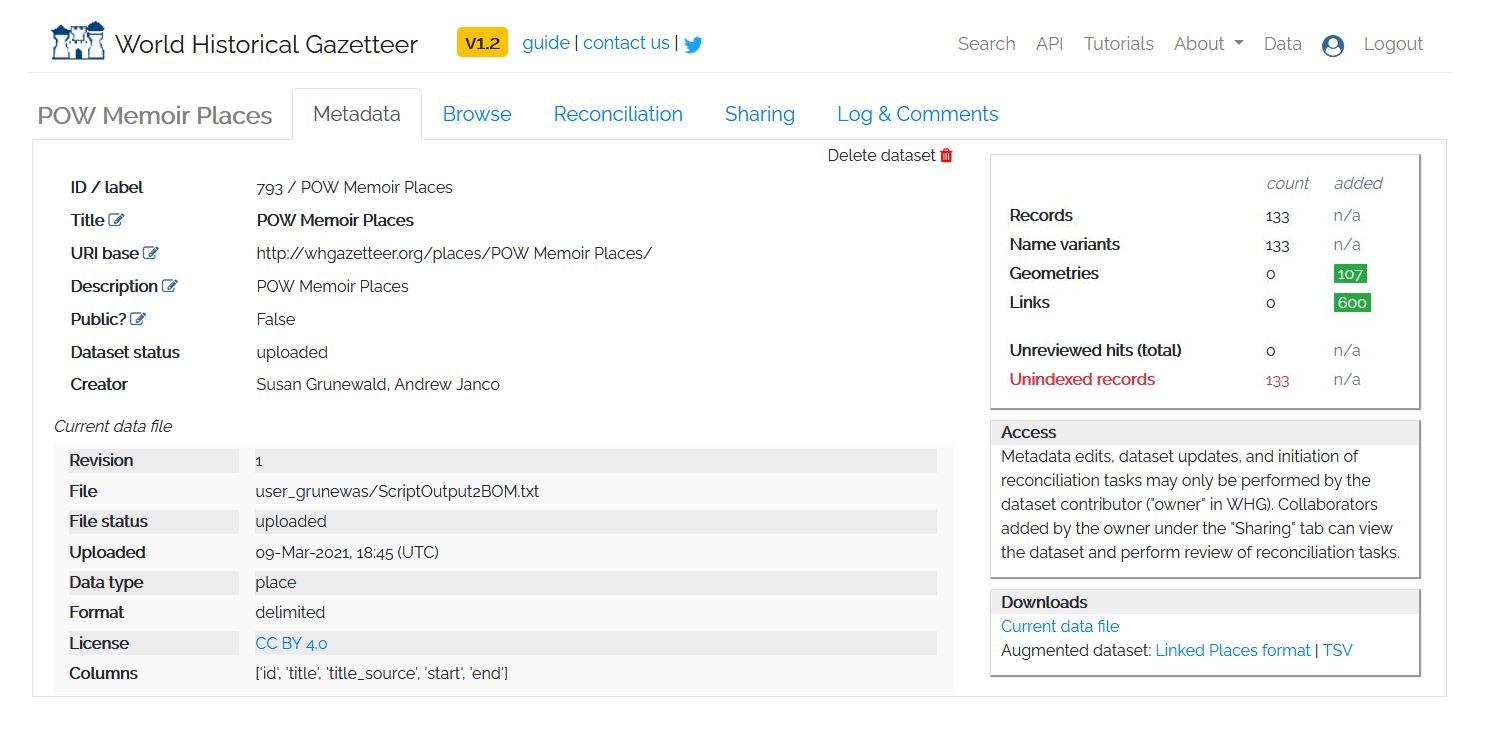 World Historical Gazetteer V1.2 guide | contact us | Search API Tutorials About Data Logout
POW Memoir Places Metadata Browse Reconciliation Sharing Log & Comments
Delete dataset
ID / label 793 / POW Memoir Places
Title POW Memoir Places
URI base http://whgazetteer.org/places/POW Memoir Places/
Description POW Memoir Places
Public? False
Dataset status uploaded
Creator Susan Grunewald, Andrew Janco
Current data file
Revision 1
File user_grunewas/ScriptOutput2BOM.txt
File status uploaded
Uploaded 09-Mar-2021, 18:45 (UTC)
Data type place
Format delimited
License CC BY 4.0
Columns ['id', 'title', 'title_source', 'start', 'end']
count added
Records 133 n/a
Name variants 133 n/a
Geometries 0 107
Links 0 600
Unreviewed hits (total) 0 n/a
Unindexed records 133 n/a
Access
Metadata edits, dataset updates, and initiation of
reconciliation tasks may only be performed by the
dataset contributor ("owner" in WHG). Collaborators
added by the owner under the "Sharing" tab can view
the dataset and perform review of reconciliation tasks.
Downloads
Current data file
Augmented dataset: Linked Places format | TSV